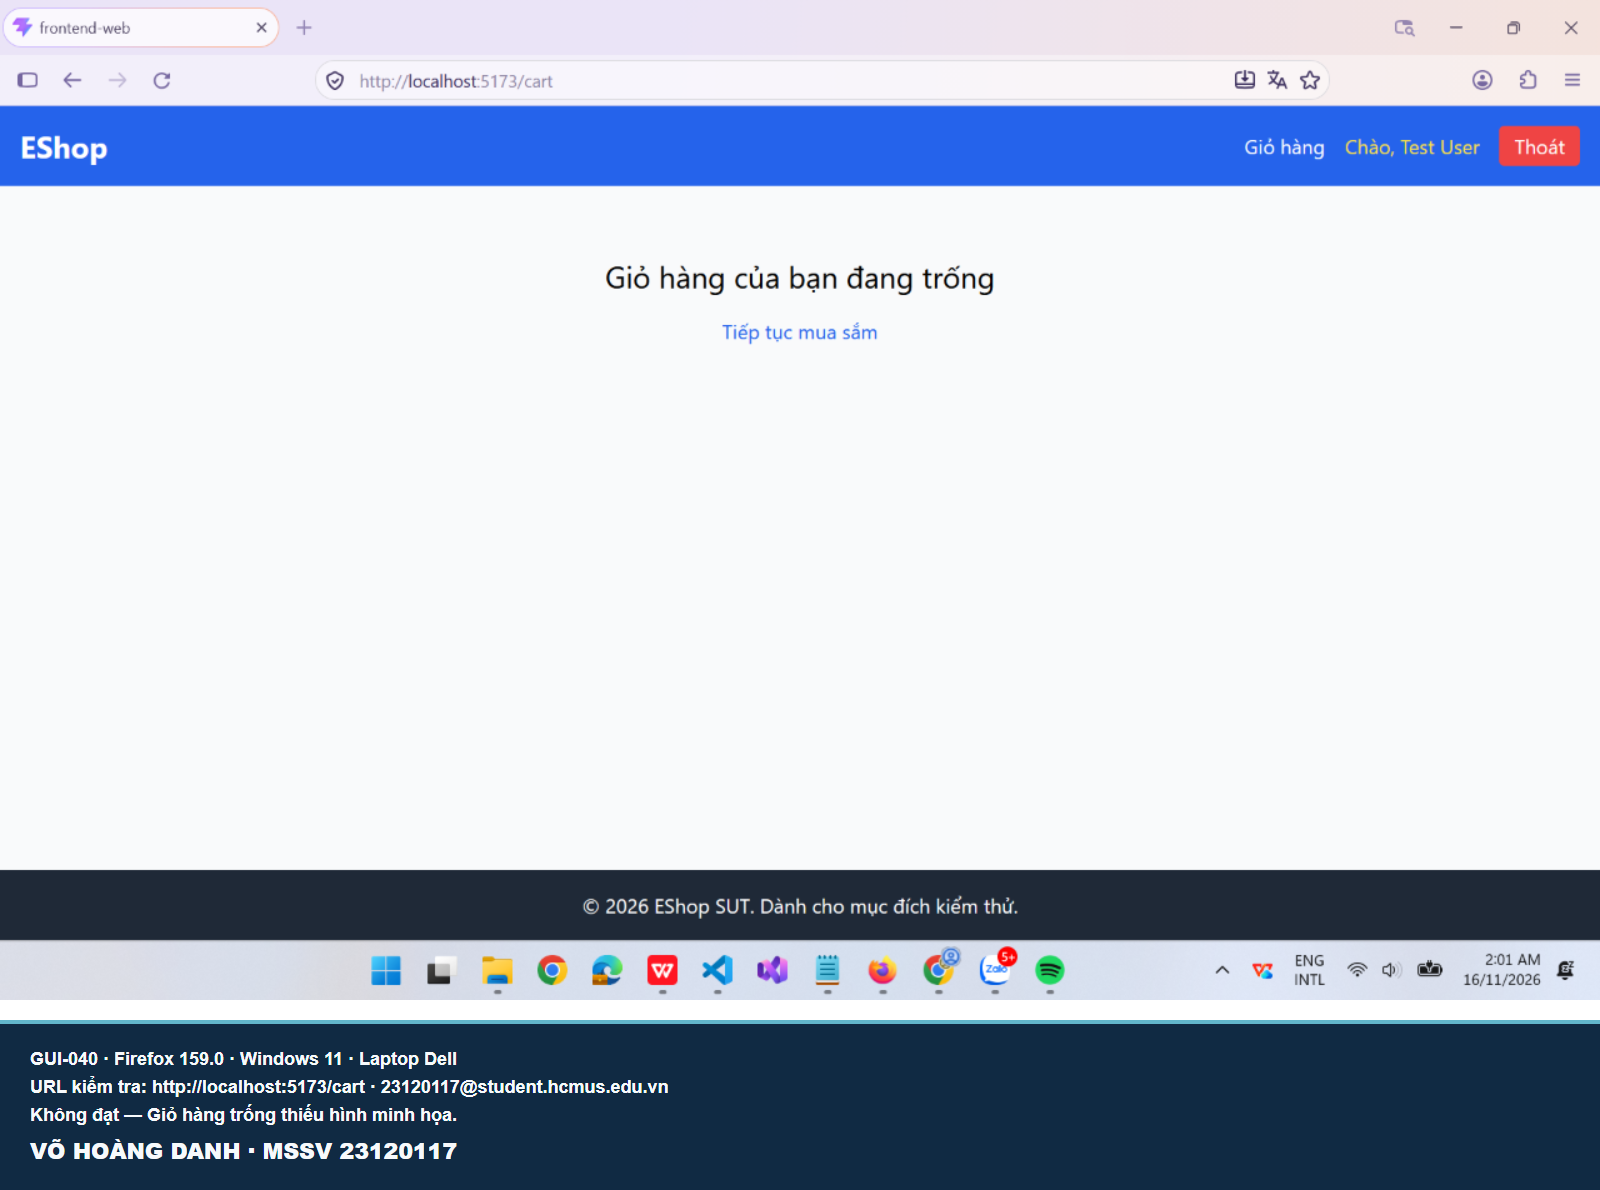 frontend-web
http://localhost:5173/cart
EShop
Giỏ hàng
Chào, Test User
Thoát
Giỏ hàng của bạn đang trống
Tiếp tục mua sắm
© 2026 EShop SUT. Dành cho mục đích kiểm thử.
Zalo
5+
ENG
INTL
2:01 AM
16/11/2026
GUI-040 · Firefox 159.0 · Windows 11 · Laptop Dell
URL kiểm tra: http://localhost:5173/cart · 23120117@student.hcmus.edu.vn
Không đạt — Giỏ hàng trống thiếu hình minh họa.
VÕ HOÀNG DANH · MSSV 23120117